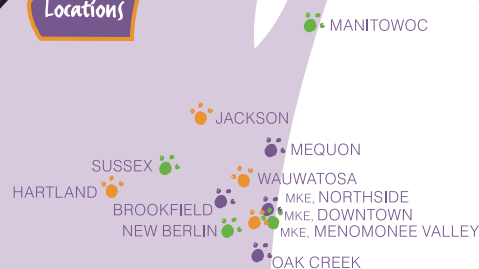 Locations
MANITOWOC
JACKSON
MEQUON
SUSSEX
WAUWATOSA
HARTLAND
MKE, NORTHSIDE
BROOKFIELD
MKE, DOWNTOWN
NEW BERLIN
MKE, MENOMONEE VALLEY
OAK CREEK